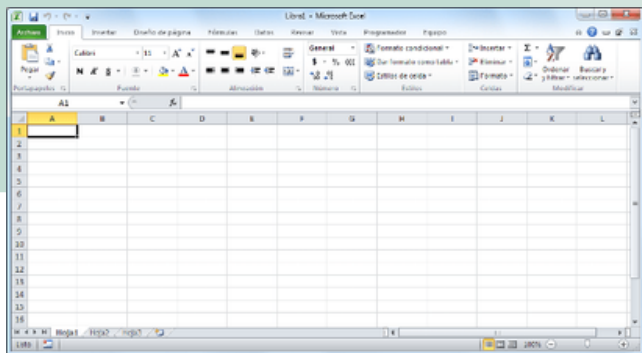 Libro1 - Microsoft Excel
Archivo Inicio Insertar Diseño de página Fórmulas Datos Revisar Vista Programador Equipo
Calibri 11 General Formato condicional Insertar
Pegar N K S % 000 Dar formato como tabla Eliminar Ordenar Buscar y
Estilos de celda Formato y filtrar seleccionar
Portapapeles Fuente Alineación Número Estilos Celdas Modificar
A1 fx
A B C D E F G H I J K L
1
2
3
4
5
6
7
8
9
10
11
12
13
14
15
16
Hoja1 Hoja2 Hoja3
Listo 100%